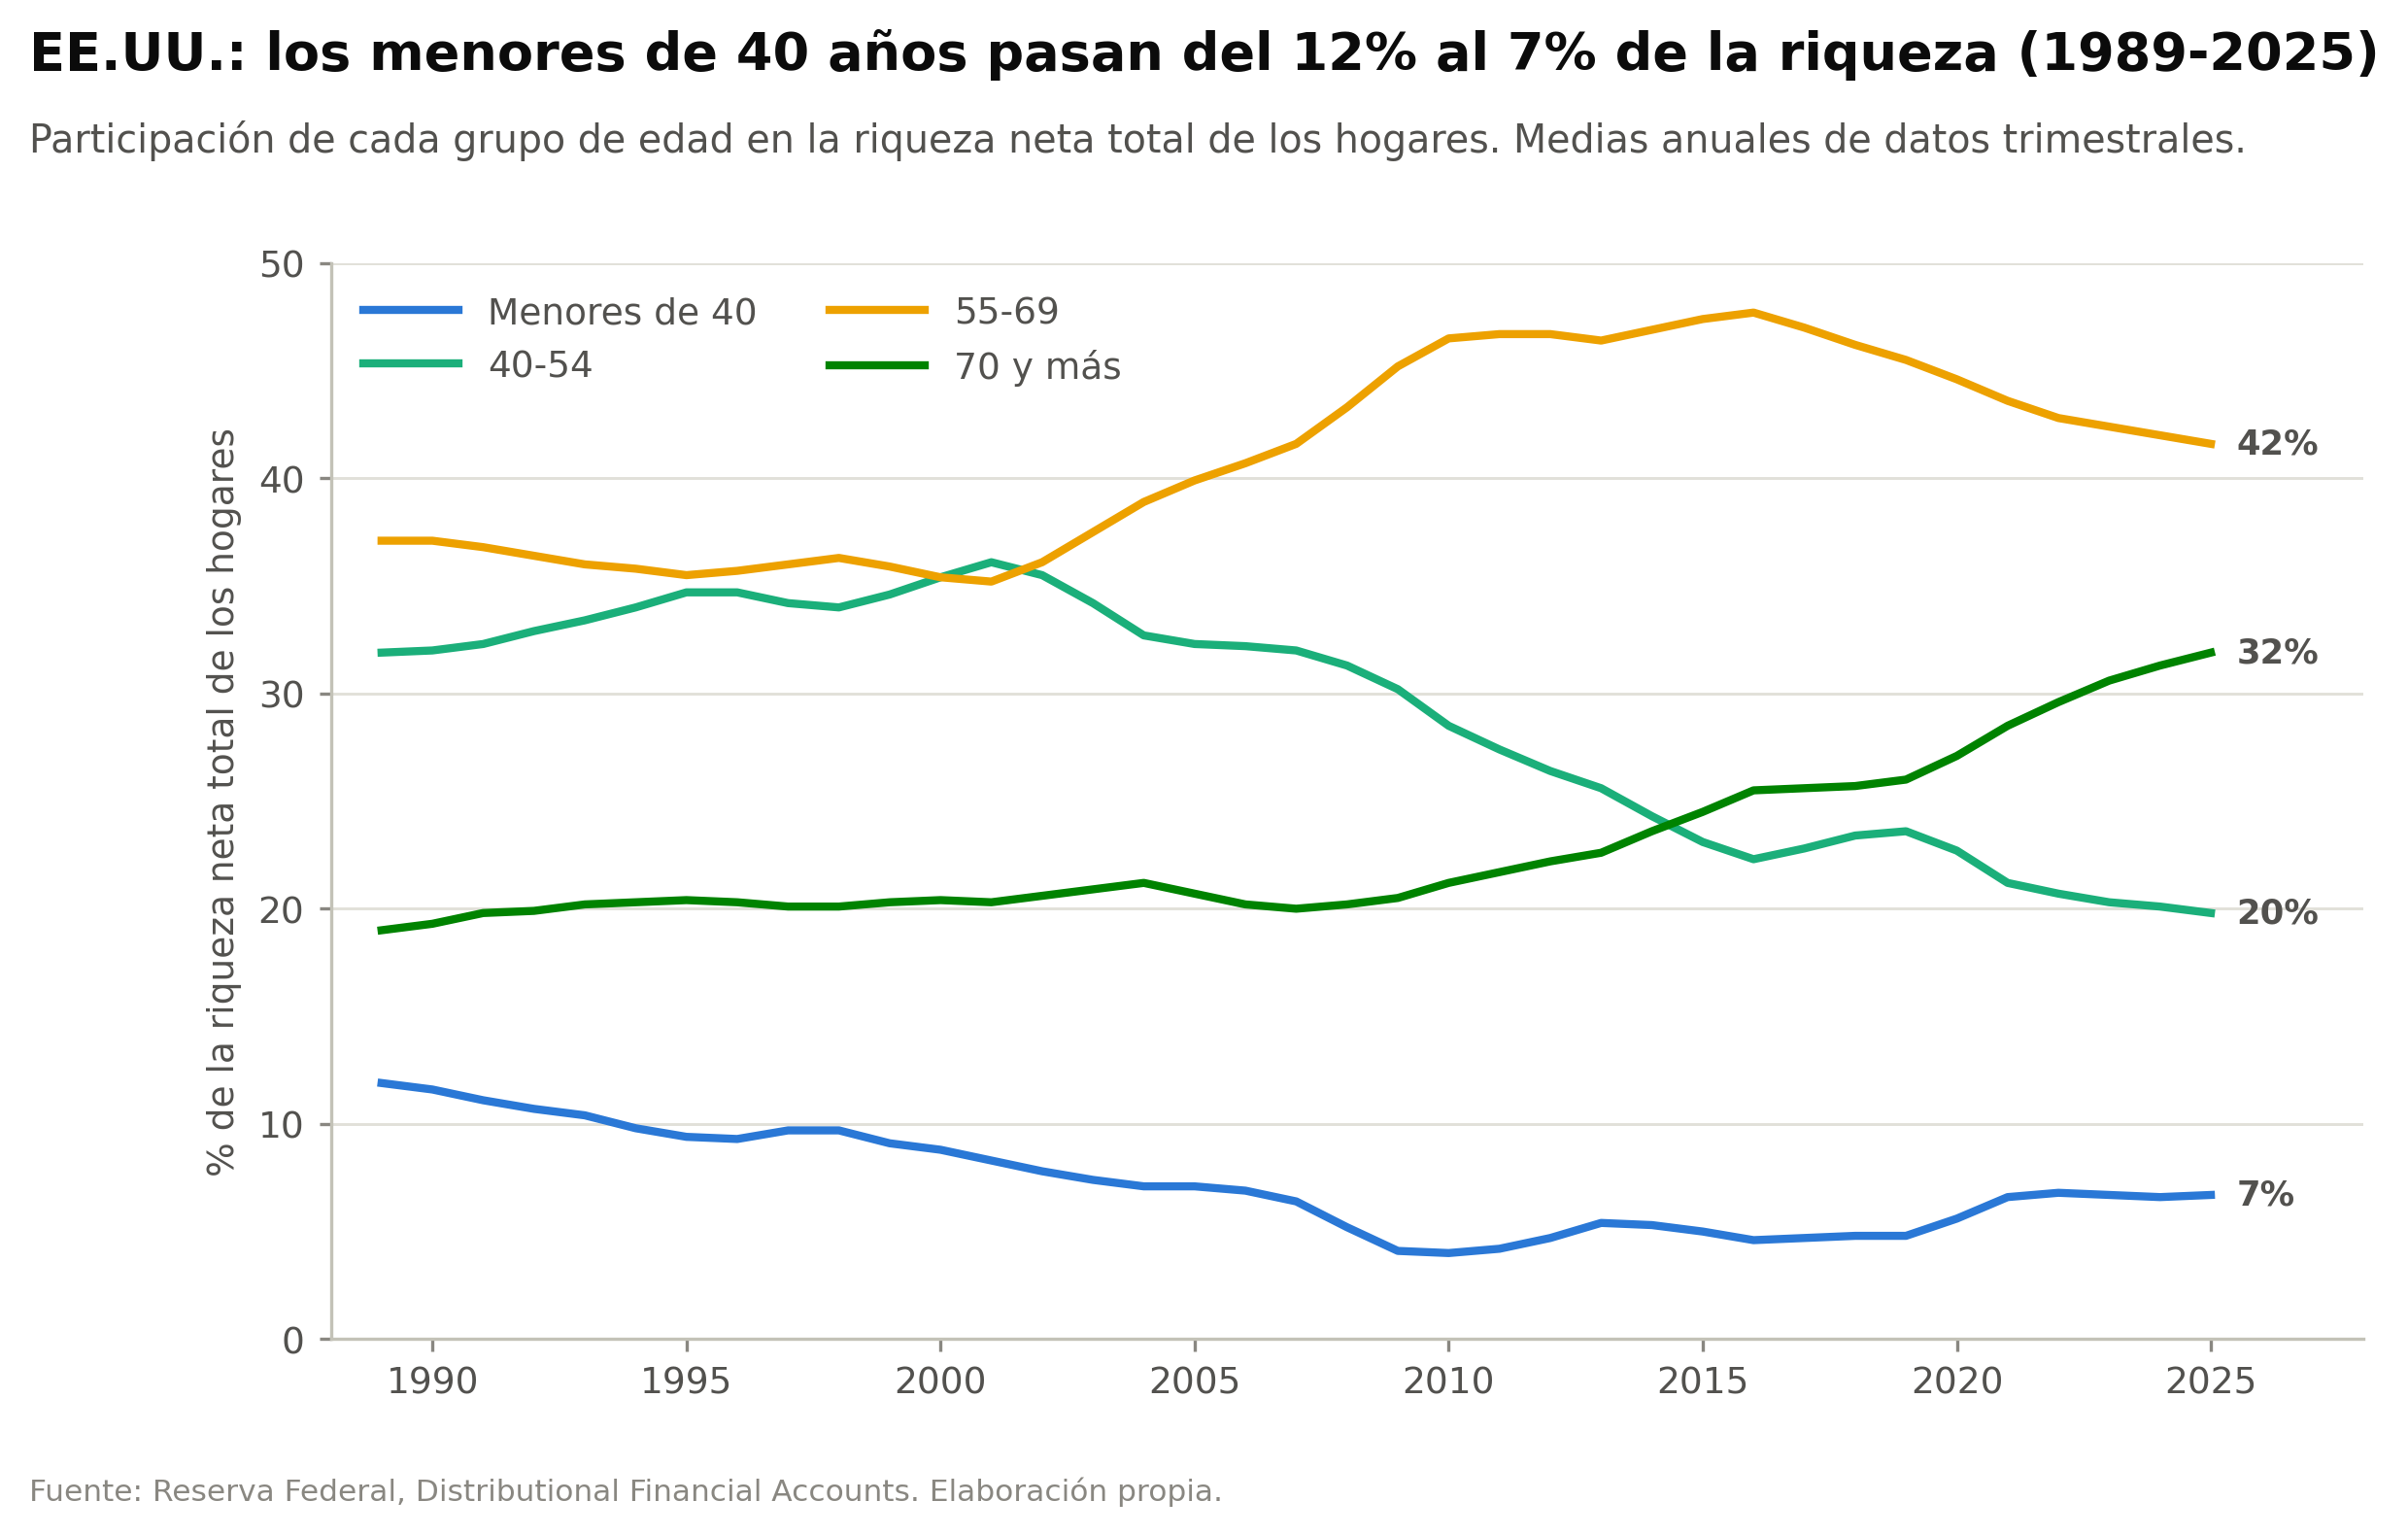 EE.UU.: los menores de 40 años pasan del 12% al 7% de la riqueza (1989-2025)
Participación de cada grupo de edad en la riqueza neta total de los hogares. Medias anuales de datos trimestrales.
% de la riqueza neta total de los hogares
50
40
30
20
10
0
Menores de 40
40-54
55-69
70 y más
42%
32%
20%
7%
1990 1995 2000 2005 2010 2015 2020 2025
Fuente: Reserva Federal, Distributional Financial Accounts. Elaboración propia.